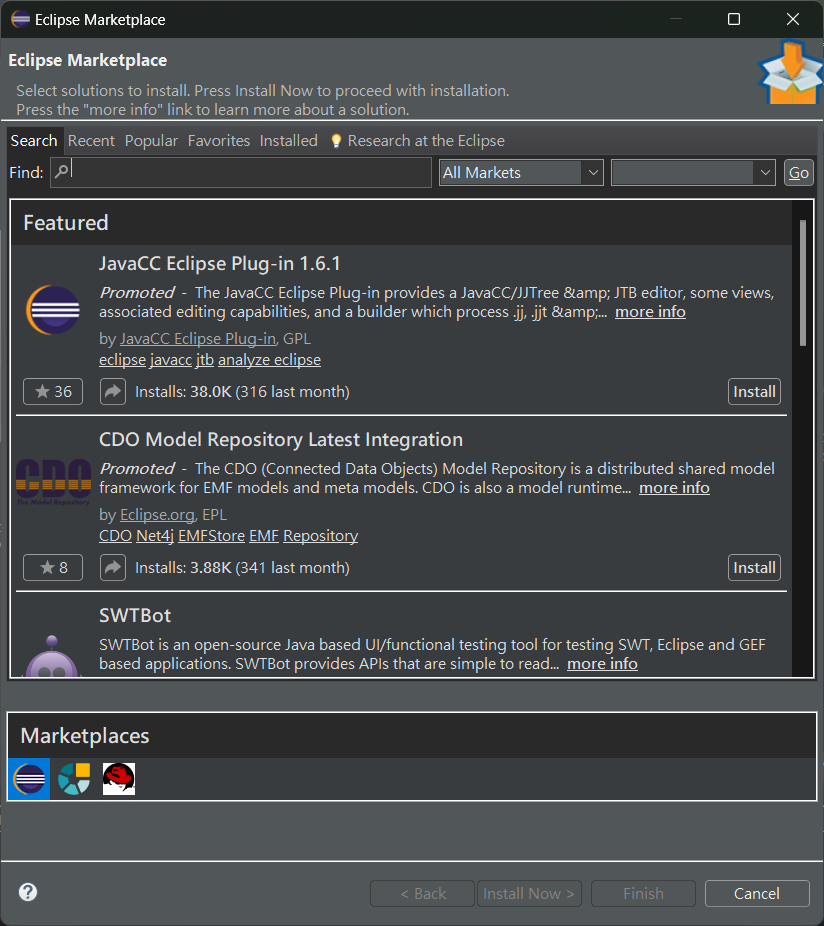 Eclipse Marketplace
Eclipse Marketplace
Select solutions to install. Press Install Now to proceed with installation.
Press the "more info" link to learn more about a solution.
Search Recent Popular Favorites Installed Research at the Eclipse
Find: All Markets Go
Featured
JavaCC Eclipse Plug-in 1.6.1
Promoted - The JavaCC Eclipse Plug-in provides a JavaCC/JJTree &amp; JTB editor, some views,
associated editing capabilities, and a builder which process .jj, .jjt &amp;... more info
by JavaCC Eclipse Plug-in, GPL
eclipse javacc jtb analyze eclipse
36 Installs: 38.0K (316 last month) Install
CDO Model Repository Latest Integration
CDO
The Model Repository
Promoted - The CDO (Connected Data Objects) Model Repository is a distributed shared model
framework for EMF models and meta models. CDO is also a model runtime... more info
by Eclipse.org, EPL
CDO Net4j EMFStore EMF Repository
8 Installs: 3.88K (341 last month) Install
SWTBot
SWTBot is an open-source Java based UI/functional testing tool for testing SWT, Eclipse and GEF
based applications. SWTBot provides APIs that are simple to read... more info
Marketplaces
? < Back Install Now > Finish Cancel